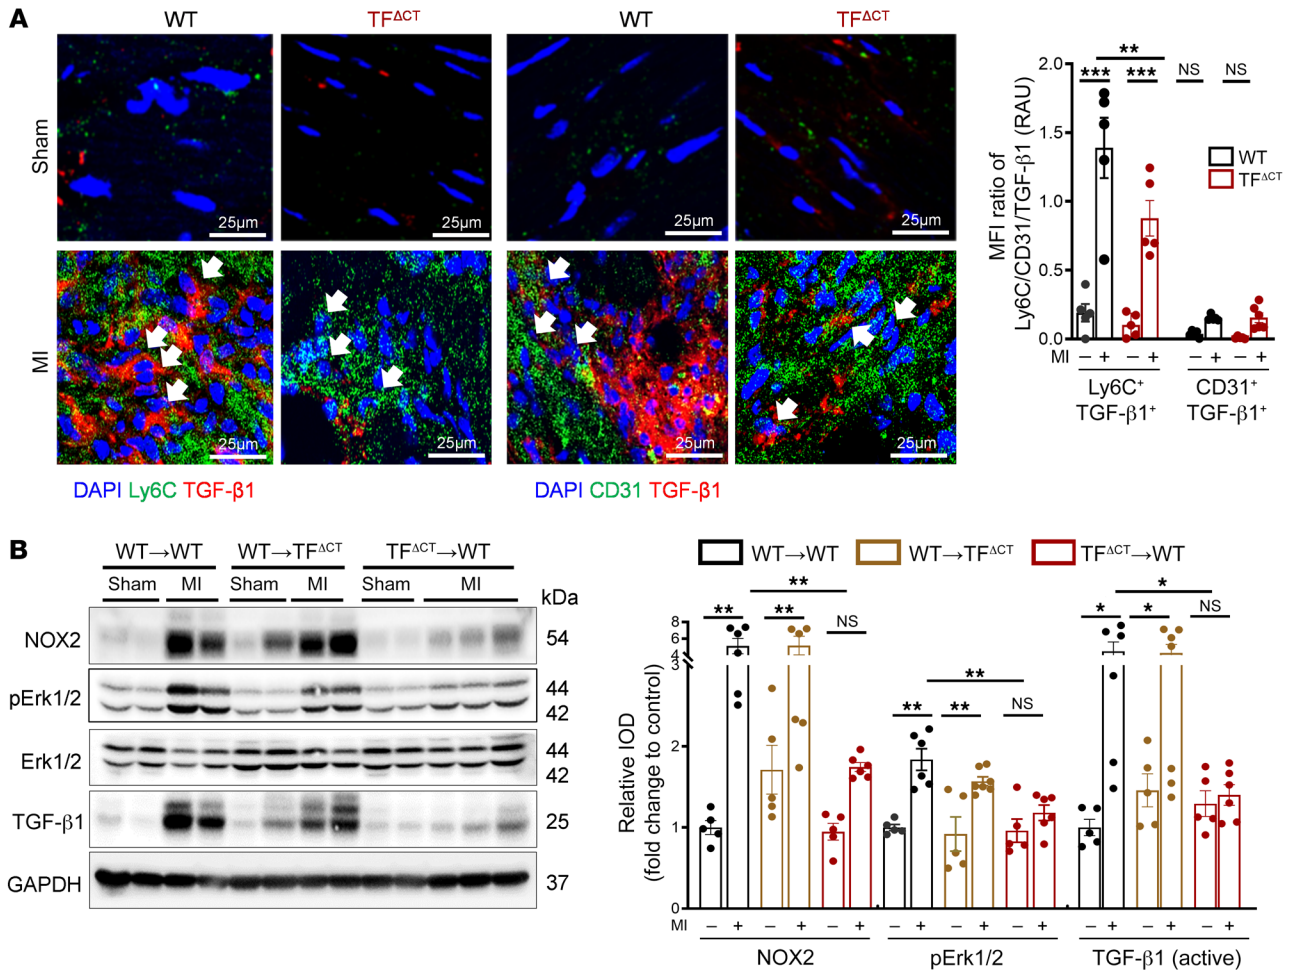 A
WT
TFΔCT
WT
TFΔCT
Sham
25μm
25μm
25μm
25μm
MI
25μm
25μm
25μm
25μm
DAPI Ly6C TGF-β1
DAPI CD31 TGF-β1
MFI ratio of
Ly6C/CD31/TGF-β1 (RAU)
2.0
1.5
1.0
0.5
0.0
**
***
***
NS
NS
WT
TFΔCT
MI
– + – + – + – +
Ly6C+
TGF-β1+
CD31+
TGF-β1+
B
WT→WT
WT→TFΔCT
TFΔCT→WT
Sham
MI
Sham
MI
Sham
MI
kDa
NOX2
54
pErk1/2
44
42
Erk1/2
44
42
TGF-β1
25
GAPDH
37
WT→WT
WT→TFΔCT
TFΔCT→WT
Relative IOD
(fold change to control)
8
6
4
3
2
1
0
**
**
**
NS
**
**
**
NS
*
*
*
NS
MI
– + – + – + – + – + – + – + – + – +
NOX2
pErk1/2
TGF-β1 (active)